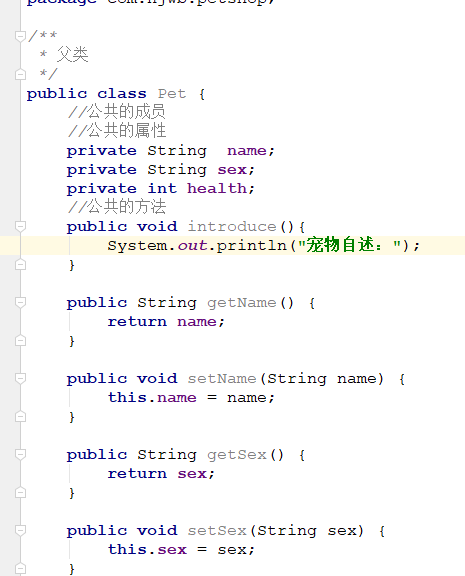 package com.njwb.petshop;
/**
 * 父类
 */
public class Pet {
//公共的成员
//公共的属性
private String  name;
private String sex;
private int health;
//公共的方法
public void introduce(){
System.out.println("宠物自述：");
}
public String getName() {
return name;
}
public void setName(String name) {
this.name = name;
}
public String getSex() {
return sex;
}
public void setSex(String sex) {
this.sex = sex;
}